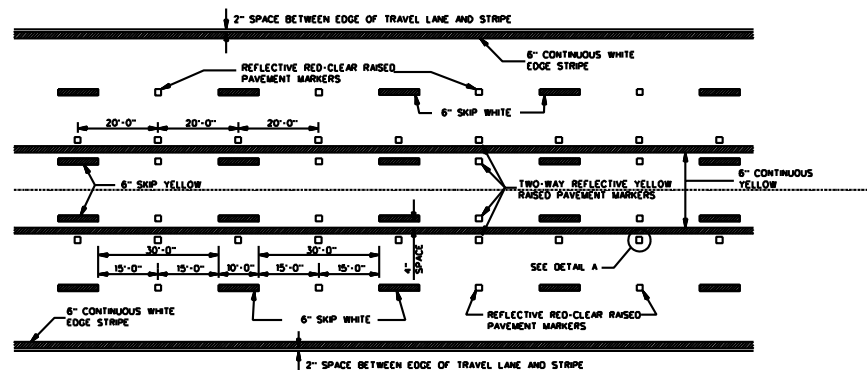 2" SPACE BETWEEN EDGE OF TRAVEL LANE AND STRIPE
6" CONTINUOUS WHITE
EDGE STRIPE
REFLECTIVE RED-CLEAR RAISED
PAVEMENT MARKERS
6" SKIP WHITE
20'-0" 20'-0" 20'-0"
6" SKIP YELLOW
TWO-WAY REFLECTIVE YELLOW
RAISED PAVEMENT MARKERS
6" CONTINUOUS
YELLOW
30'-0" 30'-0"
15'-0" 15'-0" 10'-0" 15'-0" 15'-0"
4"
SPACE
SEE DETAIL A
6" CONTINUOUS WHITE
EDGE STRIPE
6" SKIP WHITE
REFLECTIVE RED-CLEAR RAISED
PAVEMENT MARKERS
2" SPACE BETWEEN EDGE OF TRAVEL LANE AND STRIPE